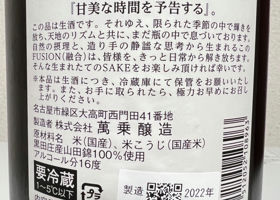 『甘美な時間を予告する』。
この品は生酒です。それゆえ、限られた季節の中で輝き
を放ち、天地のリズムと共に、まだ瓶の中で息づいております。
自然の摂理と、造り手の静謐な思考から生まれるこの
FUSION(融合)は、皆様を、きっと日常から解き放ちます。
そんな生まれたてのSAKEをお楽しみ頂ければ幸いです。
※本品は生酒につき、冷蔵庫にて保管をお願いします。
また、お手に取られたら、極力お早めにお召し上がり
ください。
名古屋市緑区大高町西門田41番地
製造者 株式会社 萬乗醸造
原材料名 米(国産)、米こうじ(国産米)
黒田庄産山田錦100%使用
アルコール分16度
要冷蔵
1~5℃以下
製造
2022年